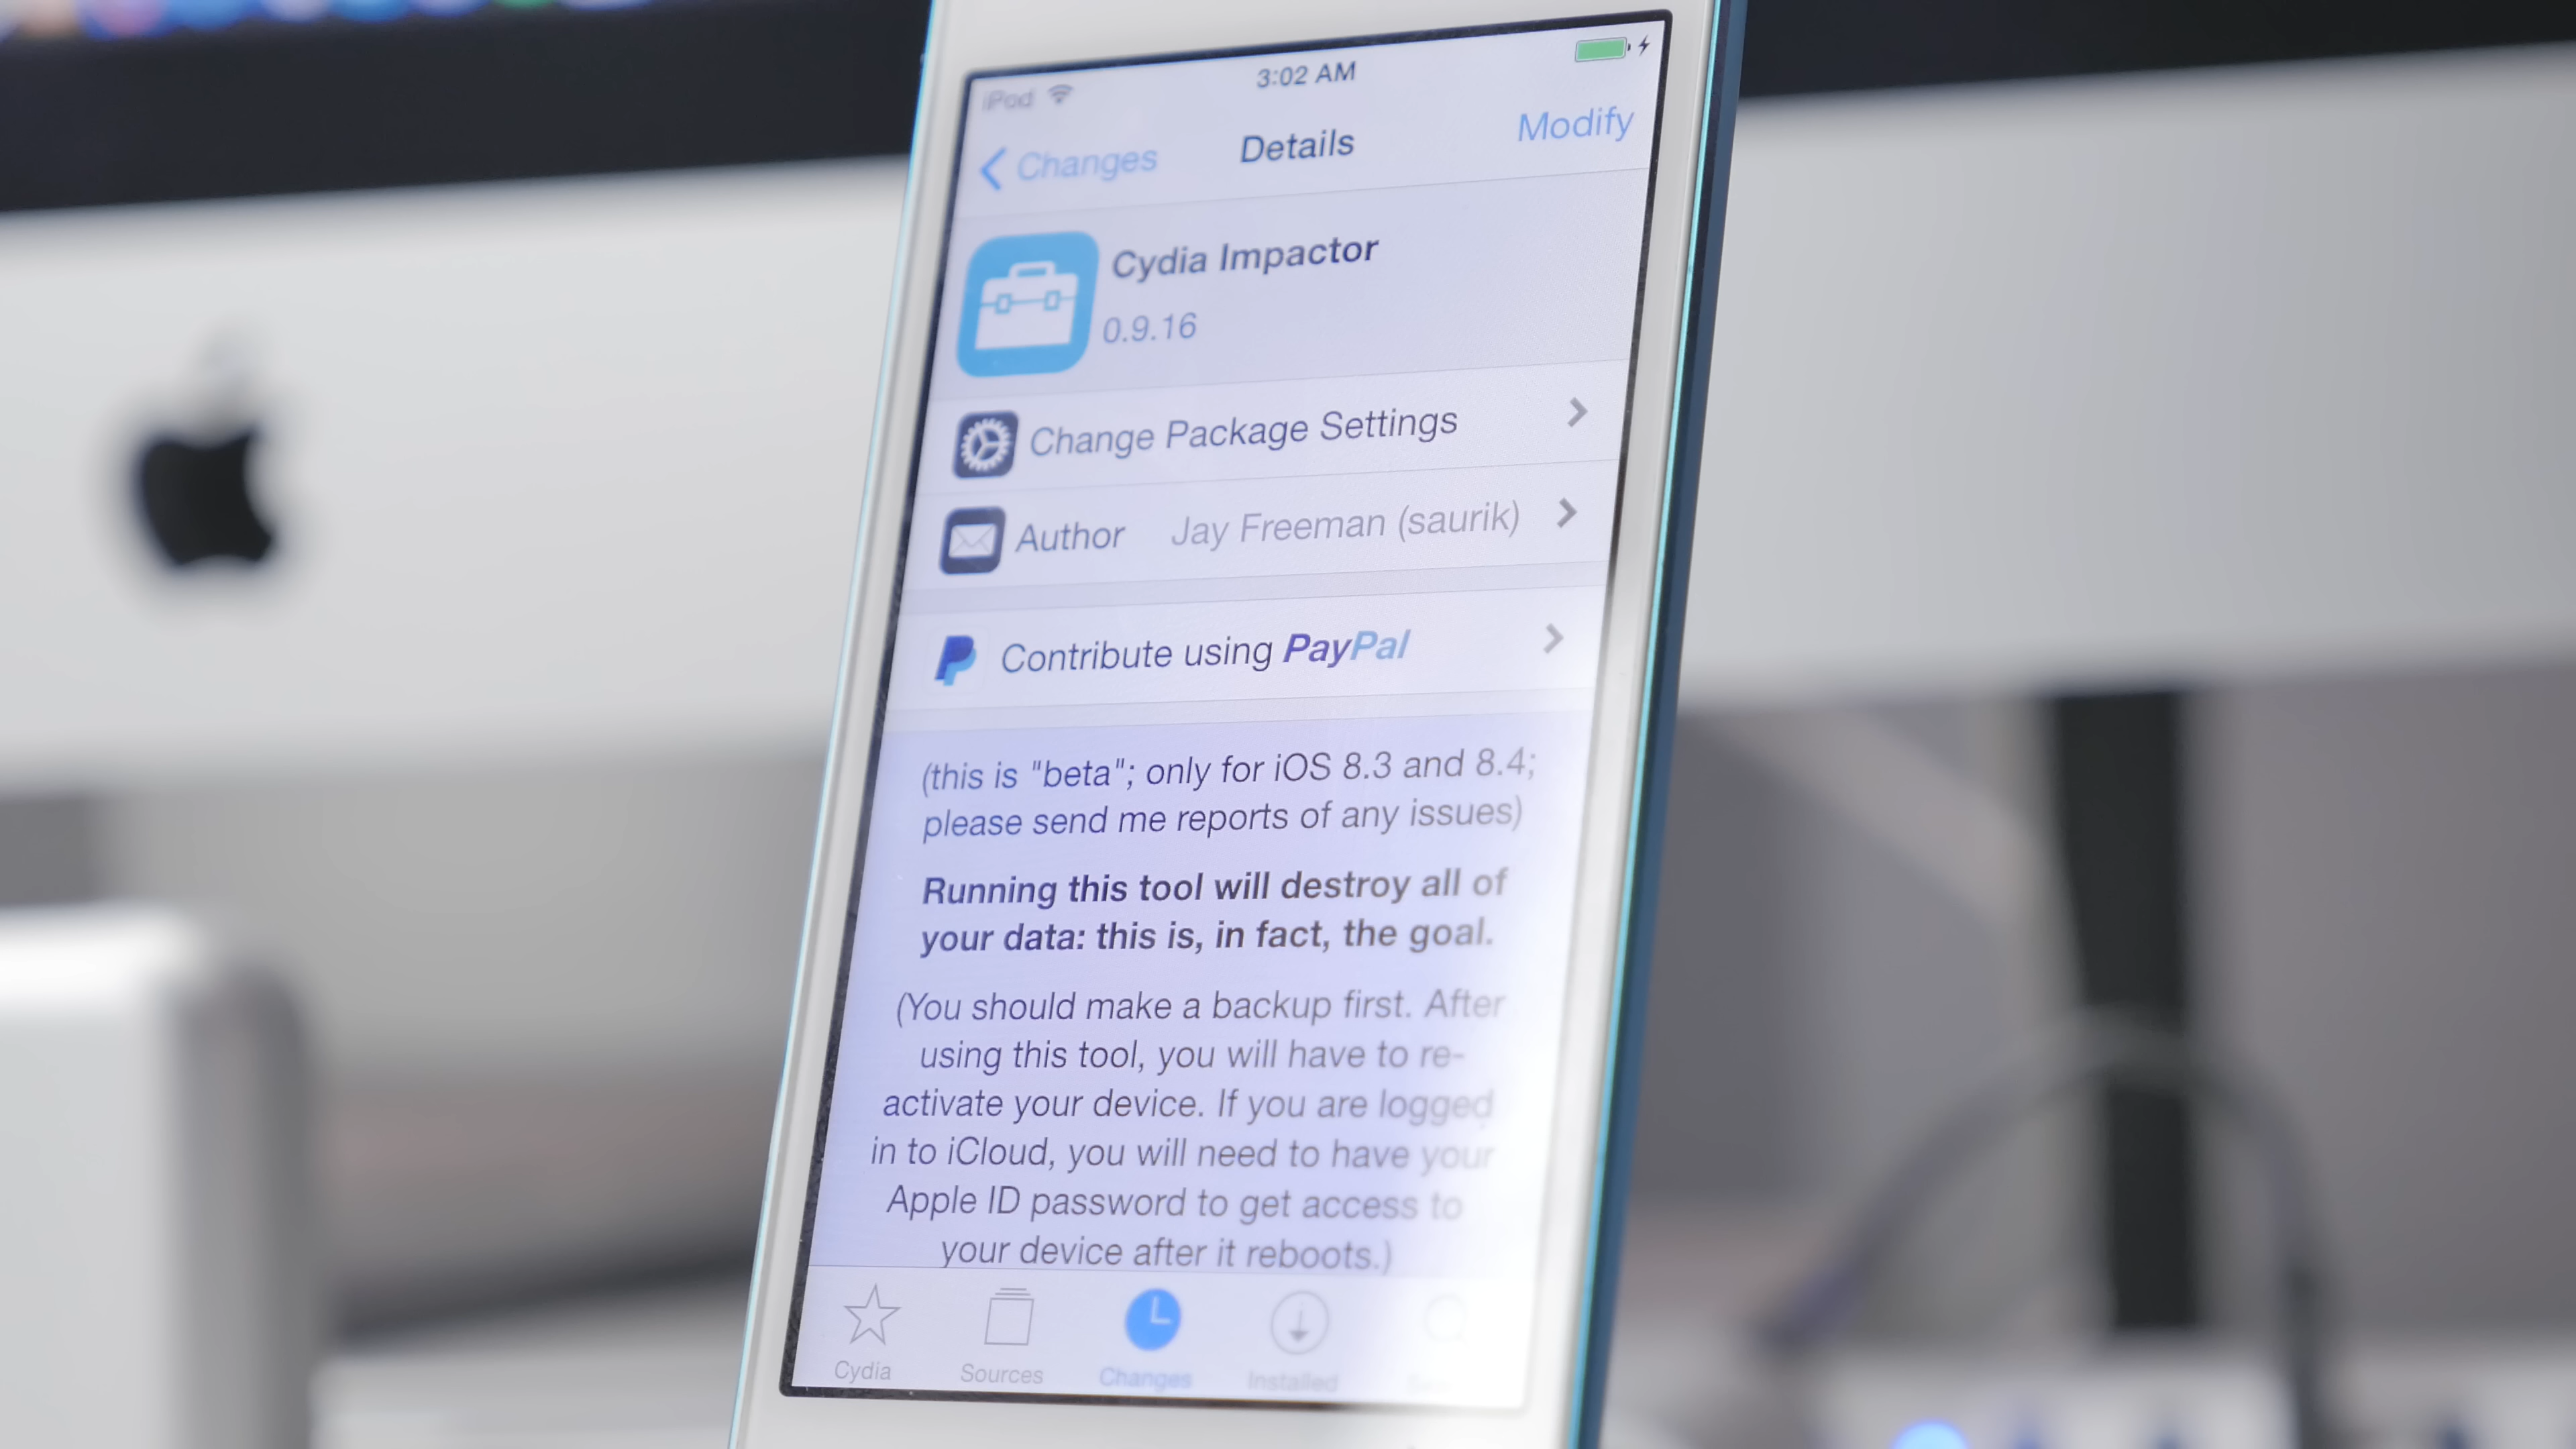 iPod 3:02 AM
Changes Details Modify
Cydia Impactor
0.9.16
Change Package Settings
Author Jay Freeman (saurik)
Contribute using PayPal
(this is "beta"; only for iOS 8.3 and 8.4;
please send me reports of any issues)
Running this tool will destroy all of
your data: this is, in fact, the goal.
(You should make a backup first. After
using this tool, you will have to re-
activate your device. If you are logged
in to iCloud, you will need to have your
Apple ID password to get access to
your device after it reboots.)
Cydia Sources Changes Installed